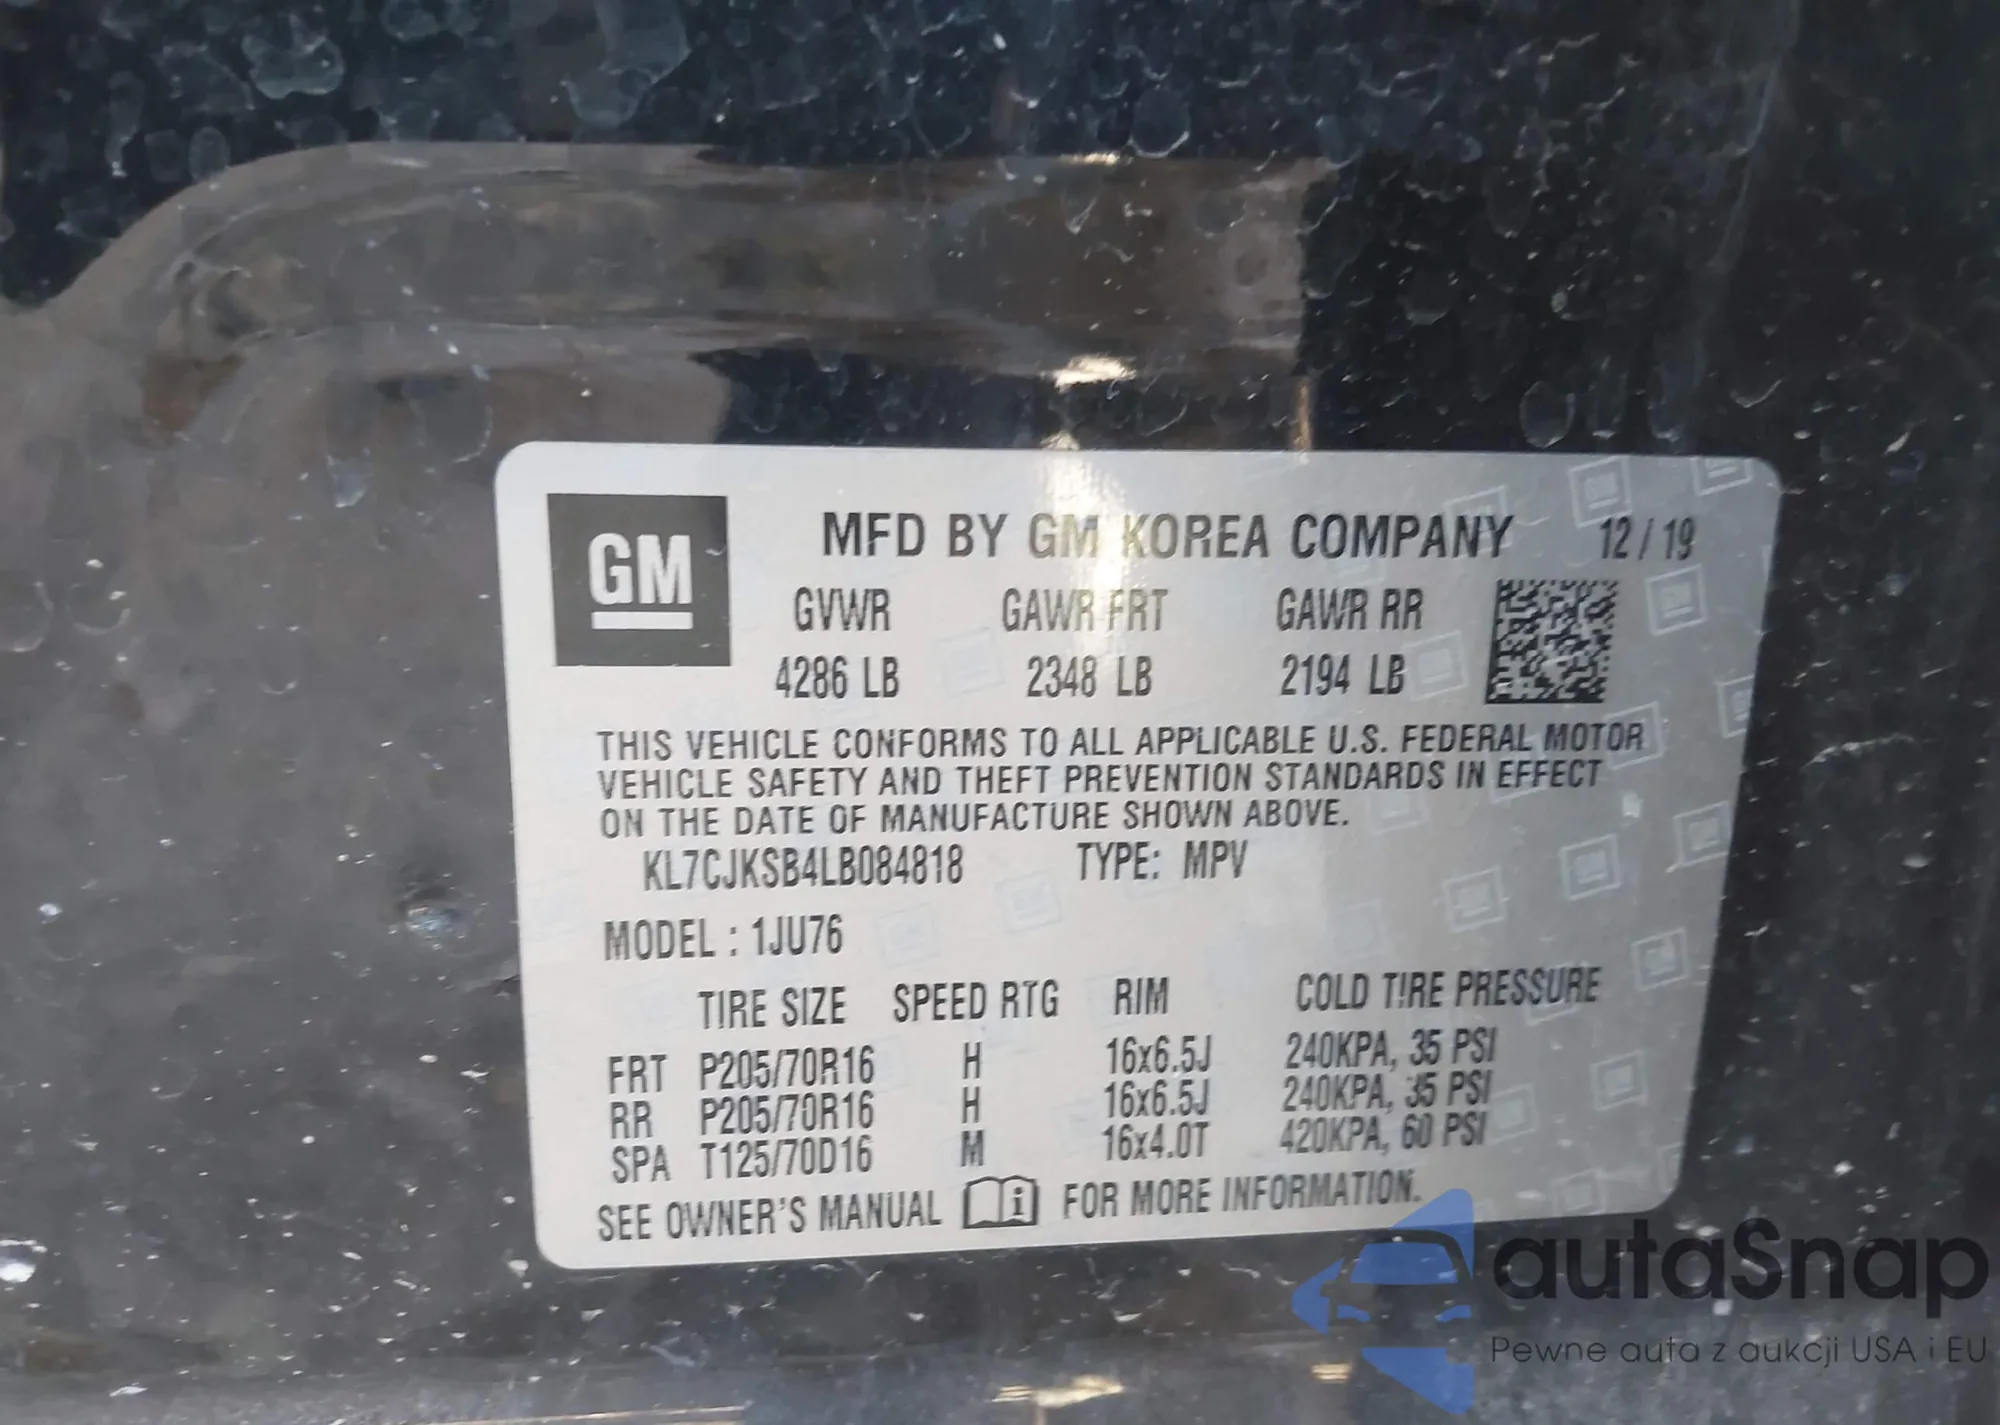 GM
MFD BY GM KOREA COMPANY 12/19
GVWR GAWR FRT GAWR RR
4286 LB 2348 LB 2194 LB
THIS VEHICLE CONFORMS TO ALL APPLICABLE U.S. FEDERAL MOTOR
VEHICLE SAFETY AND THEFT PREVENTION STANDARDS IN EFFECT
ON THE DATE OF MANUFACTURE SHOWN ABOVE.
KL7CJKSB4LB084818 TYPE: MPV
MODEL : 1JU76
TIRE SIZE SPEED RTG RIM COLD TIRE PRESSURE
FRT P205/70R16 H 16x6.5J 240KPA, 35 PSI
RR P205/70R16 H 16x6.5J 240KPA, 35 PSI
SPA T125/70D16 M 16x4.0T 420KPA, 60 PSI
SEE OWNER'S MANUAL i FOR MORE INFORMATION.
autaSnap
Pewne auta z aukcji USA i EU